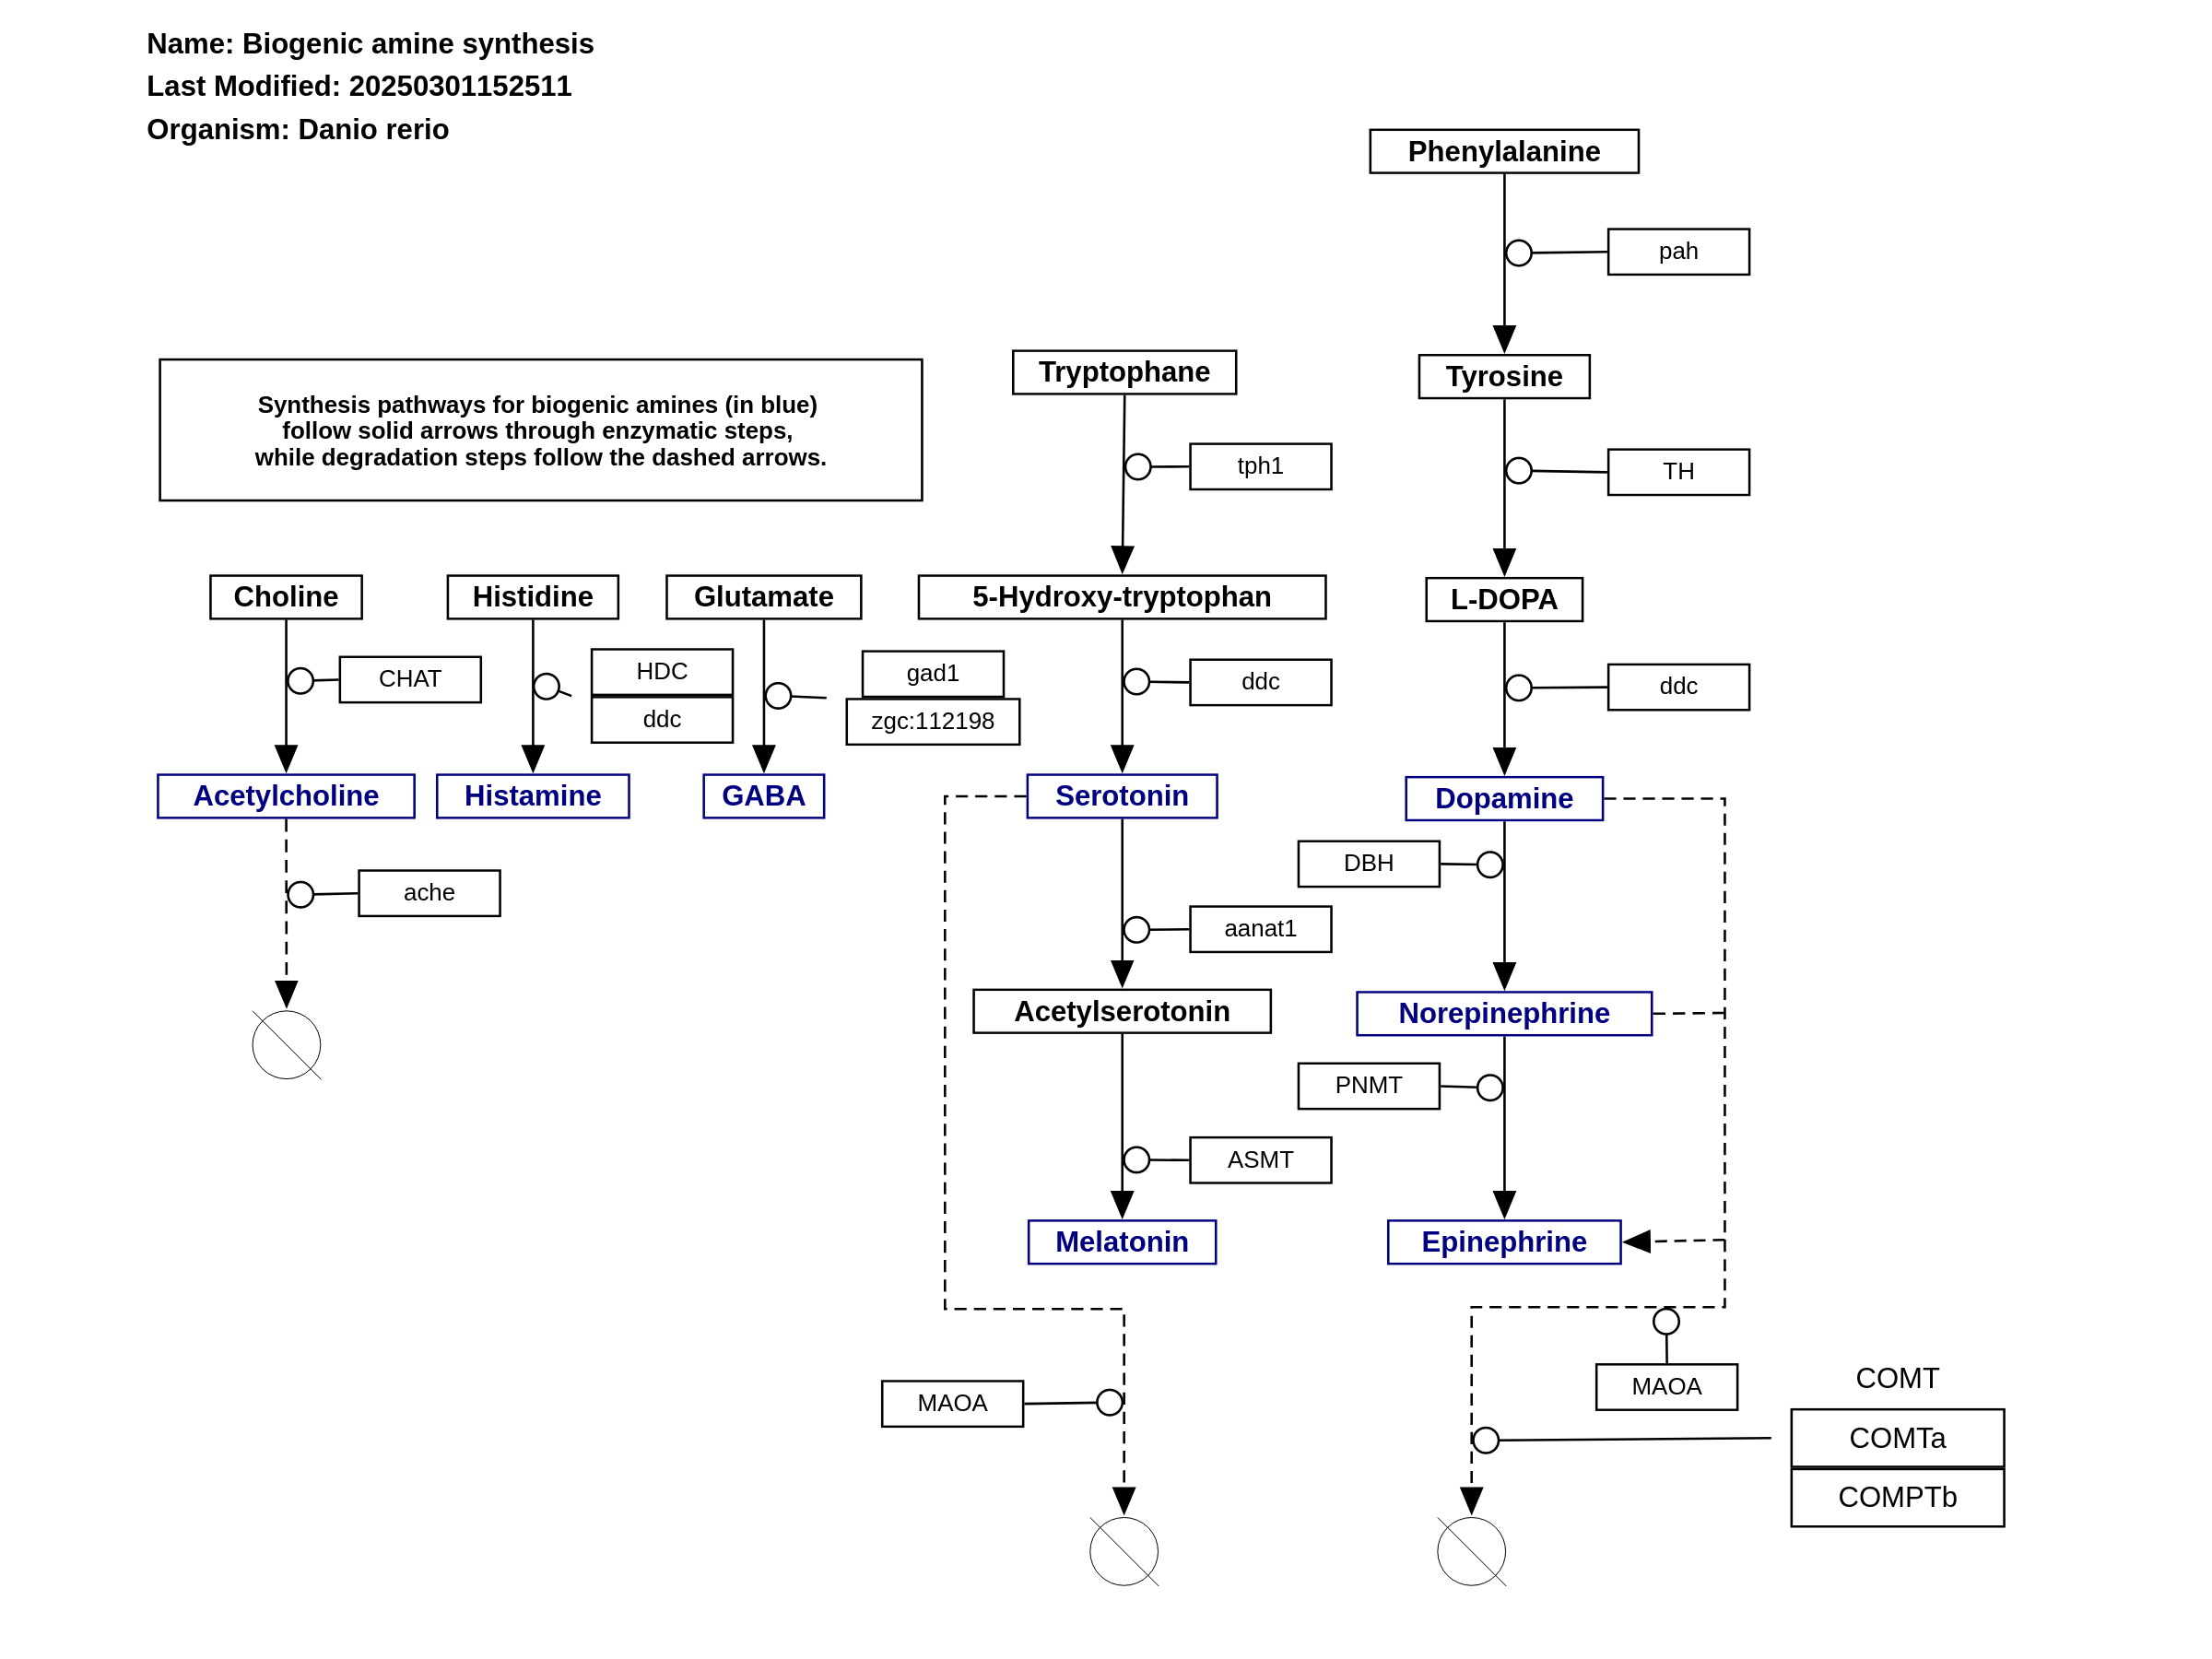 Name: Biogenic amine synthesis
Last Modified: 20250301152511
Organism: Danio rerio
Phenylalanine
pah
Tryptophane
Tyrosine
Synthesis pathways for biogenic amines (in blue)
follow solid arrows through enzymatic steps,
while degradation steps follow the dashed arrows.
tph1
TH
Choline
Histidine
Glutamate
5-Hydroxy-tryptophan
L-DOPA
CHAT
HDC
ddc
gad1
zgc:112198
ddc
ddc
Acetylcholine
Histamine
GABA
Serotonin
Dopamine
DBH
ache
aanat1
Acetylserotonin
Norepinephrine
PNMT
ASMT
Melatonin
Epinephrine
MAOA
MAOA
COMT
COMTa
COMPTb